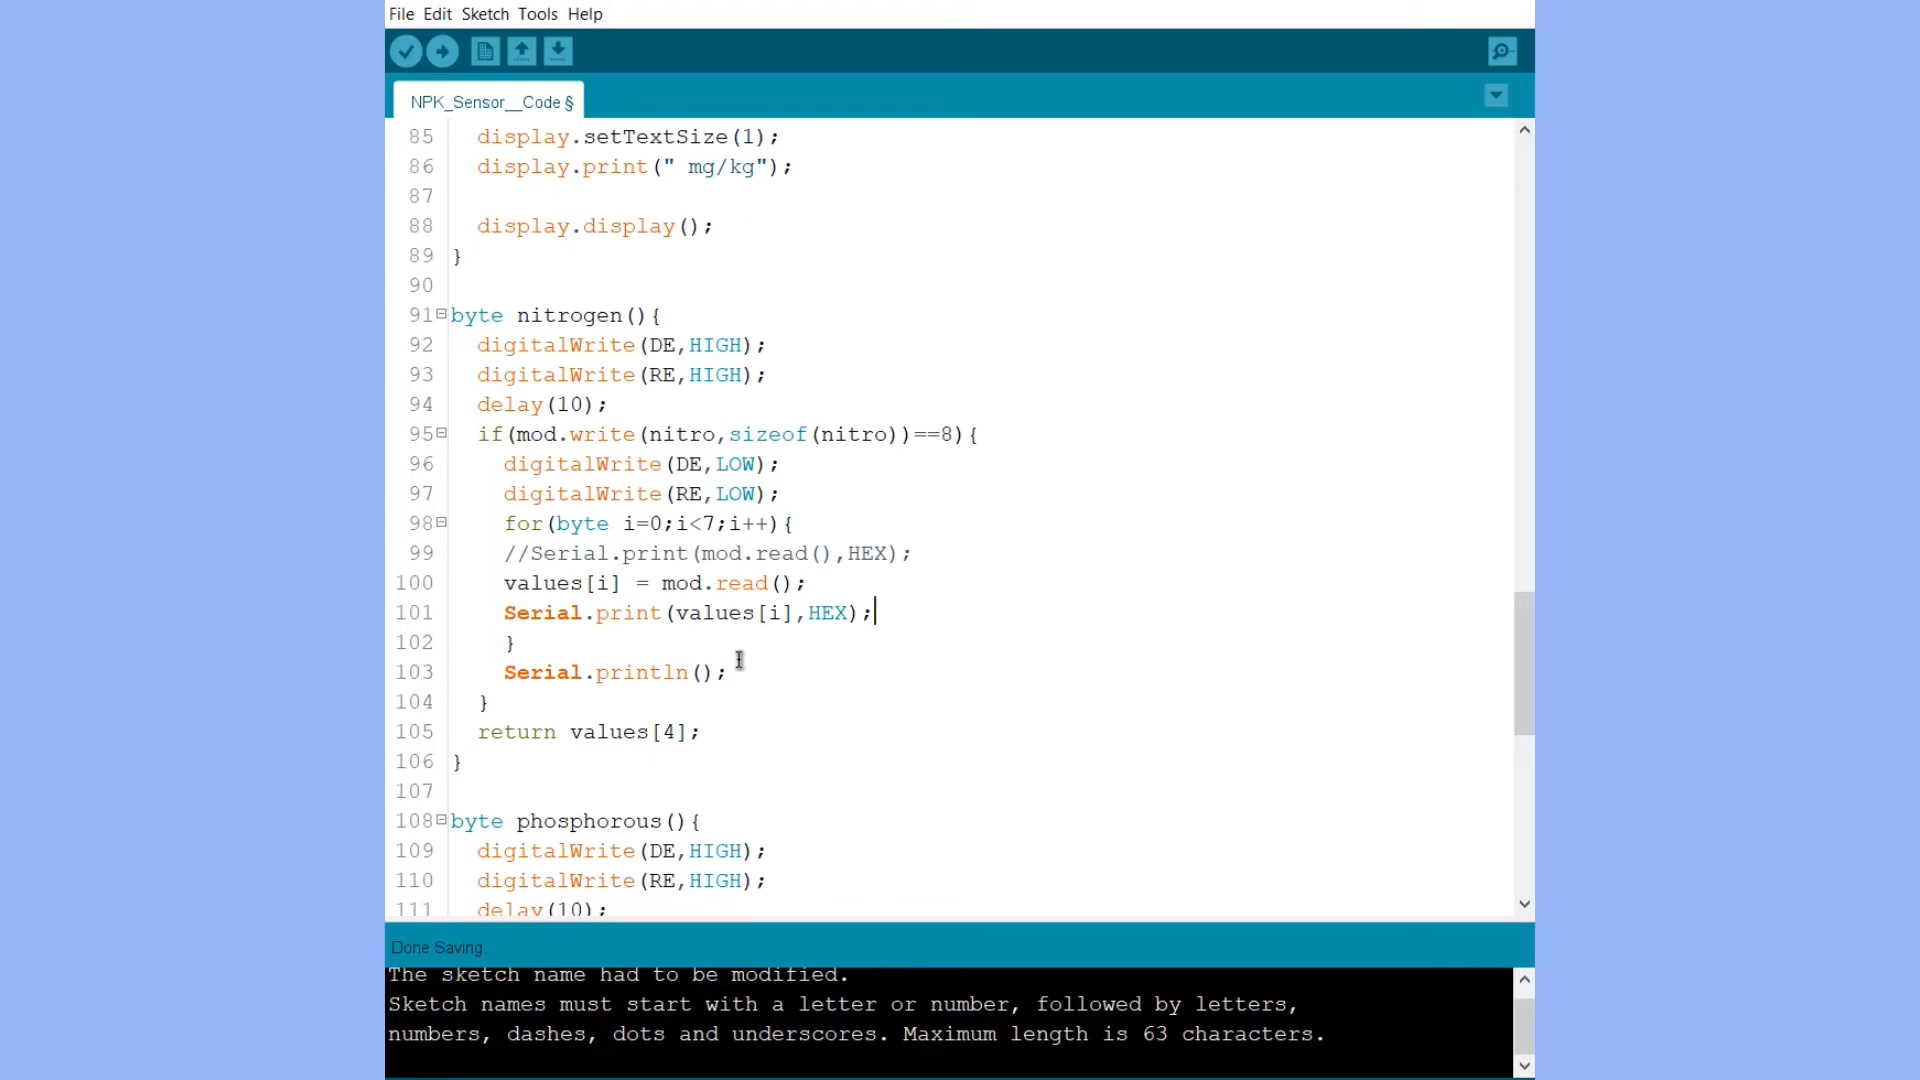 File Edit Sketch Tools Help
NPK_Sensor__Code §
85 display.setTextSize(1);
86 display.print(" mg/kg");
87
88 display.display();
89 }
90
91 byte nitrogen(){
92 digitalWrite(DE,HIGH);
93 digitalWrite(RE,HIGH);
94 delay(10);
95 if(mod.write(nitro,sizeof(nitro))==8){
96 digitalWrite(DE,LOW);
97 digitalWrite(RE,LOW);
98 for(byte i=0;i<7;i++){
99 //Serial.print(mod.read(),HEX);
100 values[i] = mod.read();
101 Serial.print(values[i],HEX);
102 }
103 Serial.println();
104 }
105 return values[4];
106 }
107
108 byte phosphorous(){
109 digitalWrite(DE,HIGH);
110 digitalWrite(RE,HIGH);
111 delay(10);
Done Saving.
The sketch name had to be modified.
Sketch names must start with a letter or number, followed by letters,
numbers, dashes, dots and underscores. Maximum length is 63 characters.